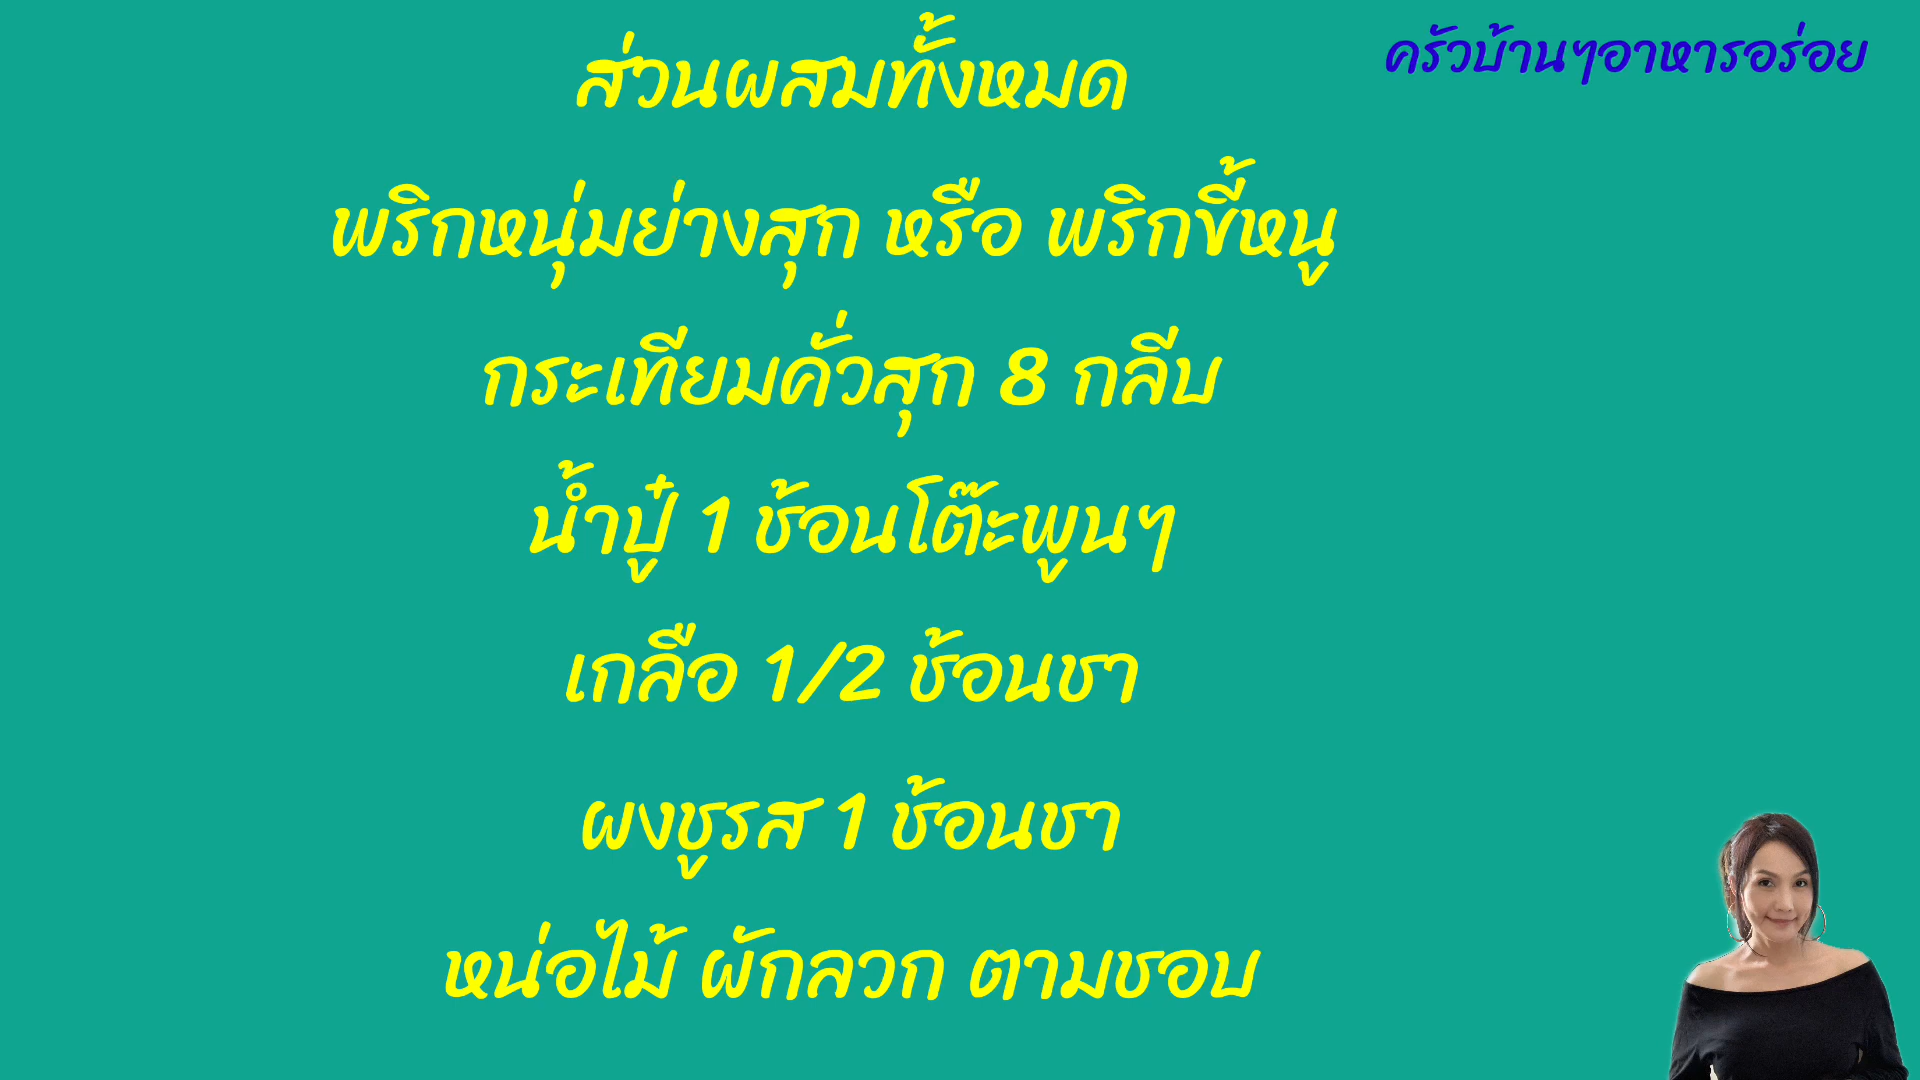 ส่วนผสมทั้งหมด
ครัวบ้านๆอาหารอร่อย
พริกหนุ่มย่างสุก หรือ พริกขี้หนู
กระเทียมคั่วสุก 8 กลีบ
น้ำปู๋ 1 ช้อนโต๊ะพูนๆ
เกลือ 1/2 ช้อนชา
ผงชูรส 1 ช้อนชา
หน่อไม้ ผักลวก ตามชอบ